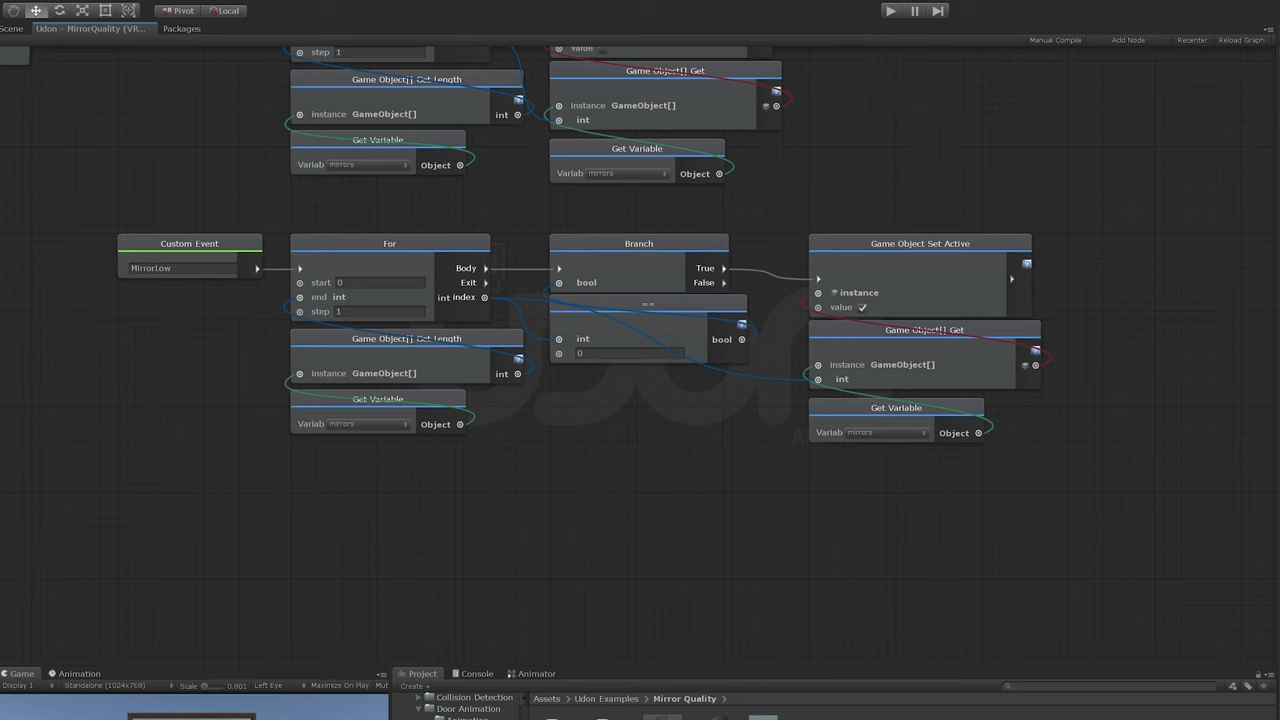 Pivot Local
Scene Udon - MirrorQuality (VR... Packages
Manual Compile Add Node Recenter Reload Graph
step 1
value
Game Object[] Get Length
instance GameObject[] int
Get Variable
Variab mirrors Object
Game Object[] Get
instance GameObject[]
int
Get Variable
Variab mirrors Object
Custom Event
MirrorLow
For
Body
start 0 Exit
end int int Index
step 1
Game Object[] Get Length
instance GameObject[] int
Get Variable
Variab mirrors Object
Branch
True
bool False
==
int bool
0
Game Object Set Active
instance
value
Game Object[] Get
instance GameObject[]
int
Get Variable
Variab mirrors Object
Game Animation
Display 1 Standalone (1024x768) Scale 0.801 Left Eye Maximize On Play Mut
Project Console Animator
Create
Collision Detection
Door Animation
Assets Udon Examples Mirror Quality